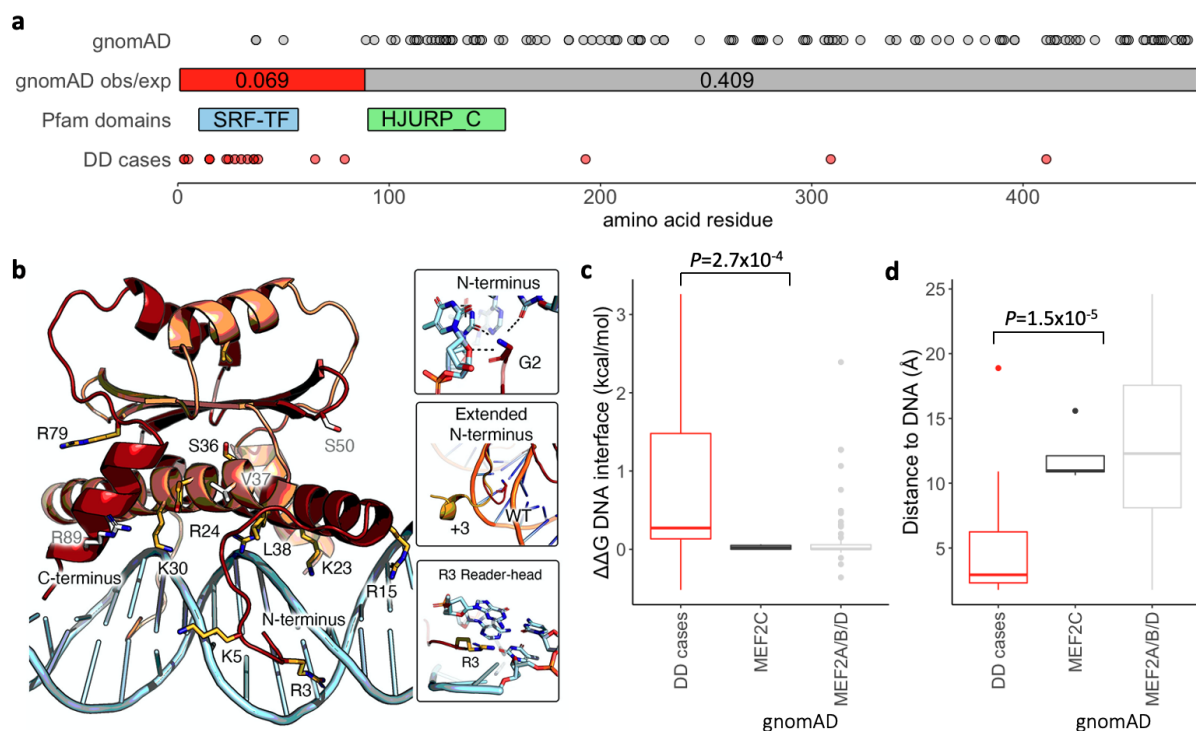 a
gnomAD
gnomAD obs/exp
0.069
0.409
Pfam domains
SRF-TF
HJURP_C
DD cases
0
100
200
300
400
amino acid residue
b
R79
S36
S50
V37
R89
R24
L38
K23
C-terminus
K30
R15
N-terminus
K5
R3
N-terminus
G2
Extended
N-terminus
WT
+3
R3 Reader-head
R3
c
P=2.7x10⁻⁴
ΔΔG DNA interface (kcal/mol)
3
2
1
0
DD cases
MEF2C
MEF2A/B/D
gnomAD
d
P=1.5x10⁻⁵
Distance to DNA (Å)
25
20
15
10
5
DD cases
MEF2C
MEF2A/B/D
gnomAD